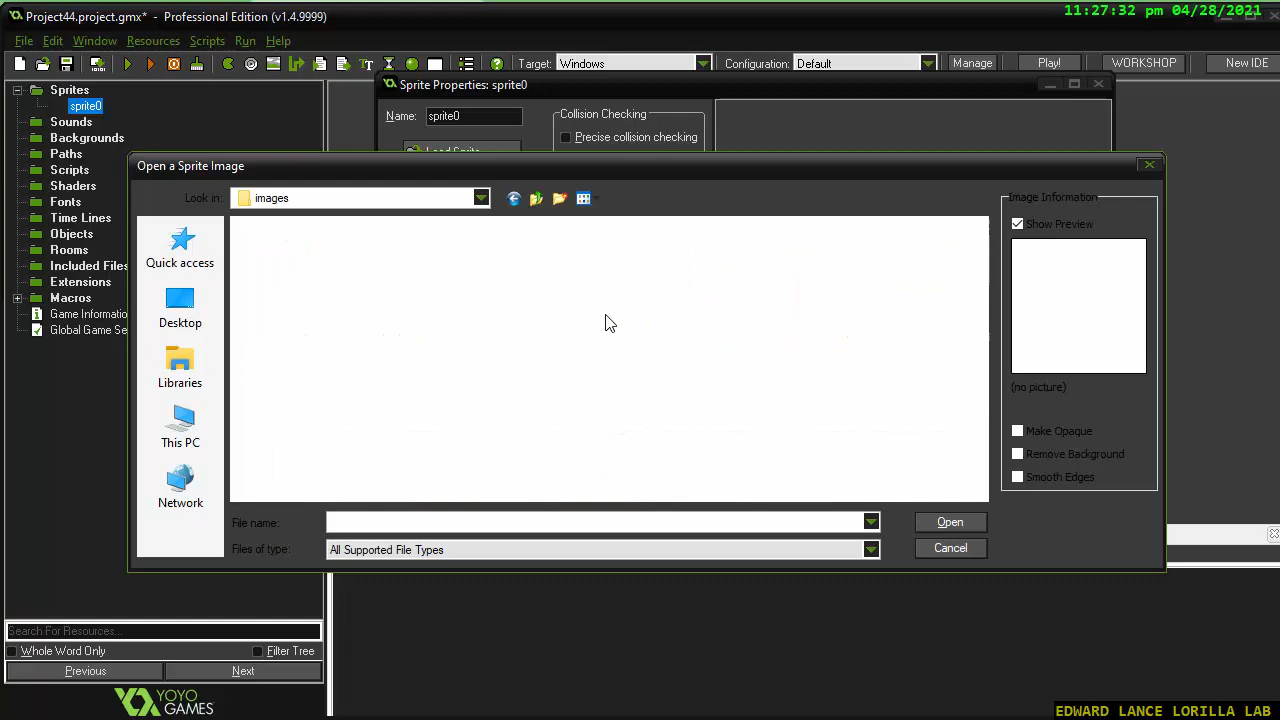 Project44.project.gmx* - Professional Edition (v1.4.9999)
11:27:32 pm 04/28/2021
File Edit Window Resources Scripts Run Help
Target: Windows Configuration: Default Manage Play! WORKSHOP New IDE
Sprites
sprite0
Sounds
Backgrounds
Paths
Scripts
Shaders
Fonts
Time Lines
Objects
Rooms
Included Files
Extensions
Macros
Game Informatio
Global Game Se
Sprite Properties: sprite0
Name: sprite0
Collision Checking
Precise collision checking
Load Sprite
Open a Sprite Image
Look in: images
Quick access
Desktop
Libraries
This PC
Network
Image Information
Show Preview
(no picture)
Make Opaque
Remove Background
Smooth Edges
File name:
Open
Files of type: All Supported File Types
Cancel
Search For Resources...
Whole Word Only Filter Tree
Previous Next
YOYO
GAMES
EDWARD LANCE LORILLA LAB